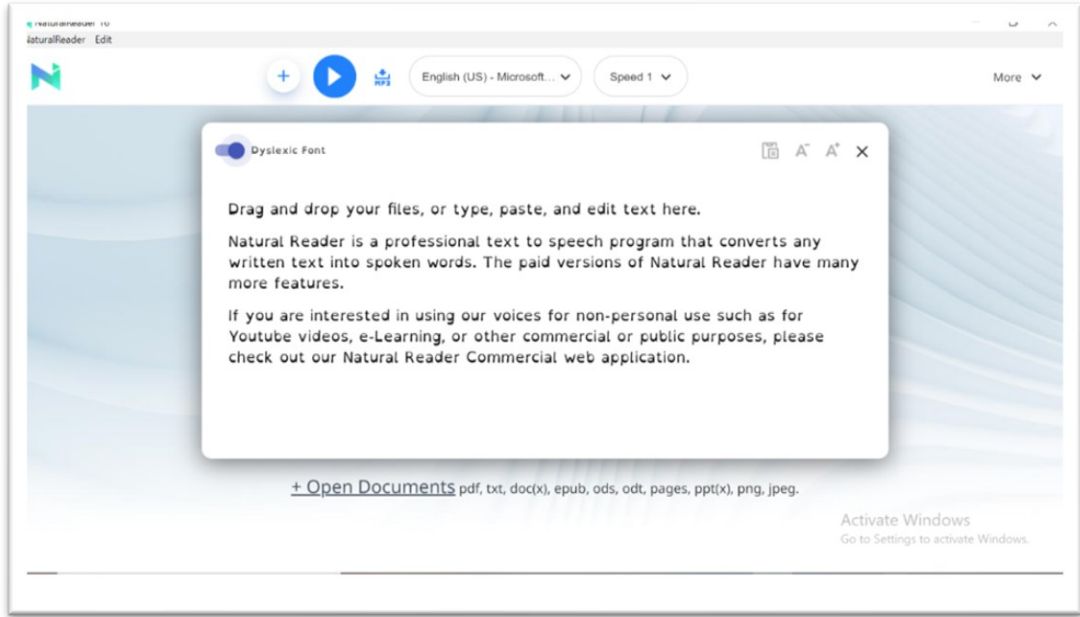 NaturalReader 16
NaturalReader Edit
MP3
English (US) - Microsoft...
Speed 1
More
Dyslexic Font
A-
A+
Drag and drop your files, or type, paste, and edit text here.
Natural Reader is a professional text to speech program that converts any
written text into spoken words. The paid versions of Natural Reader have many
more features.
If you are interested in using our voices for non-personal use such as for
Youtube videos, e-Learning, or other commercial or public purposes, please
check out our Natural Reader Commercial web application.
+ Open Documents pdf, txt, doc(x), epub, ods, odt, pages, ppt(x), png, jpeg.
Activate Windows
Go to Settings to activate Windows.